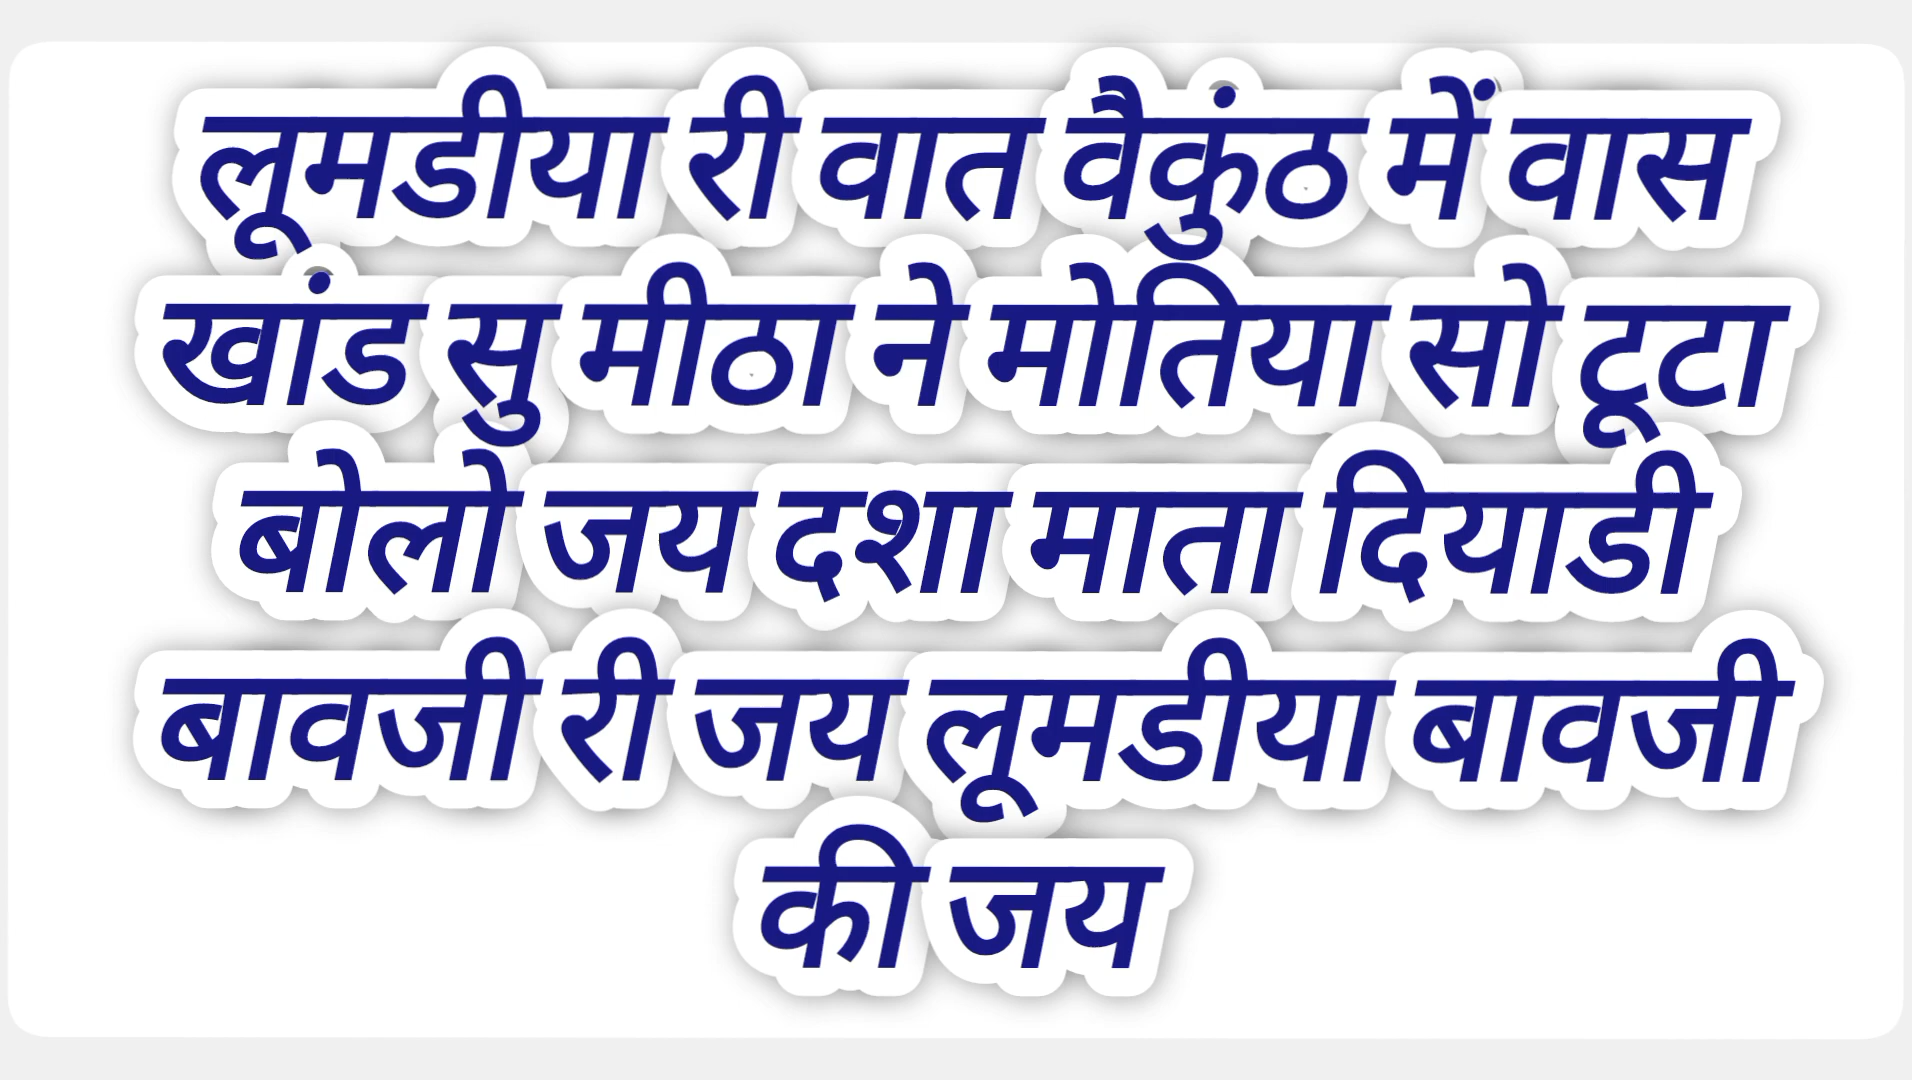 लूमडीया री वात वैकुंठ में वास
खांड सु मीठा ने मोतिया सो टूटा
बोलो जय दशा माता दियाडी
बावजी री जय लूमडीया बावजी
की जय